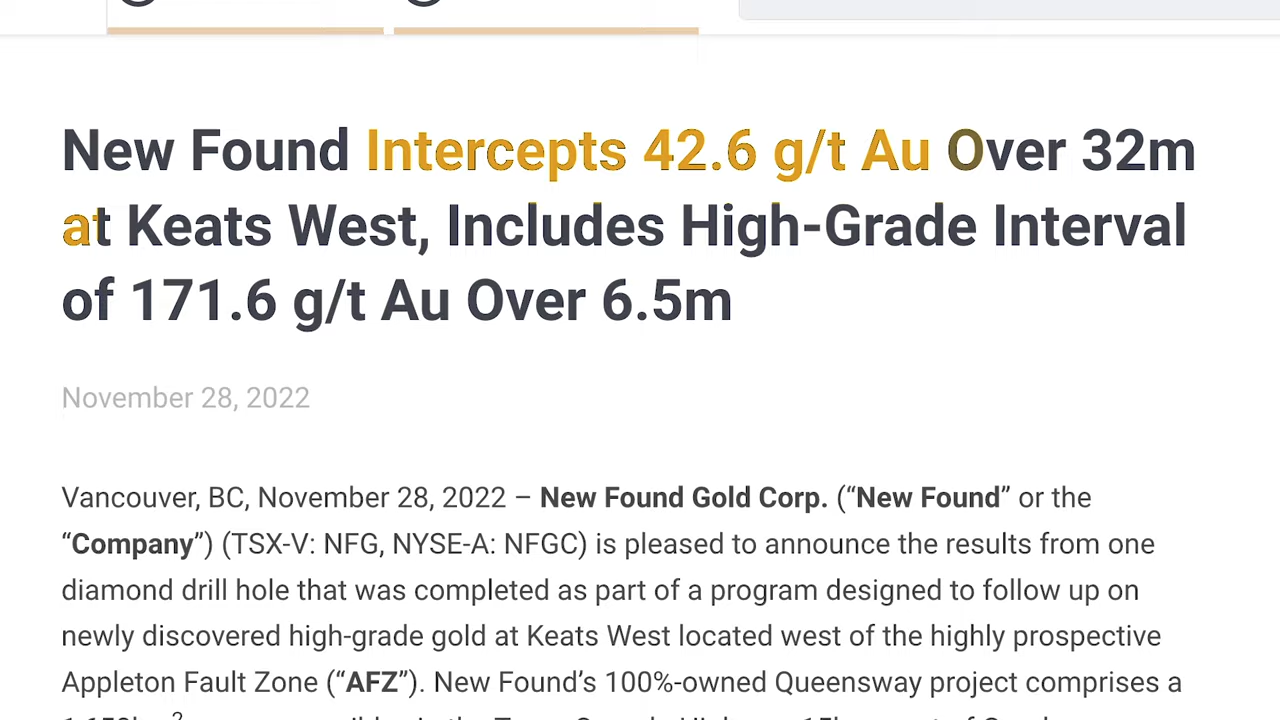 New Found Intercepts 42.6 g/t Au Over 32m
at Keats West, Includes High-Grade Interval
of 171.6 g/t Au Over 6.5m
November 28, 2022
Vancouver, BC, November 28, 2022 – New Found Gold Corp. (“New Found” or the
“Company”) (TSX-V: NFG, NYSE-A: NFGC) is pleased to announce the results from one
diamond drill hole that was completed as part of a program designed to follow up on
newly discovered high-grade gold at Keats West located west of the highly prospective
Appleton Fault Zone (“AFZ”). New Found’s 100%-owned Queensway project comprises a